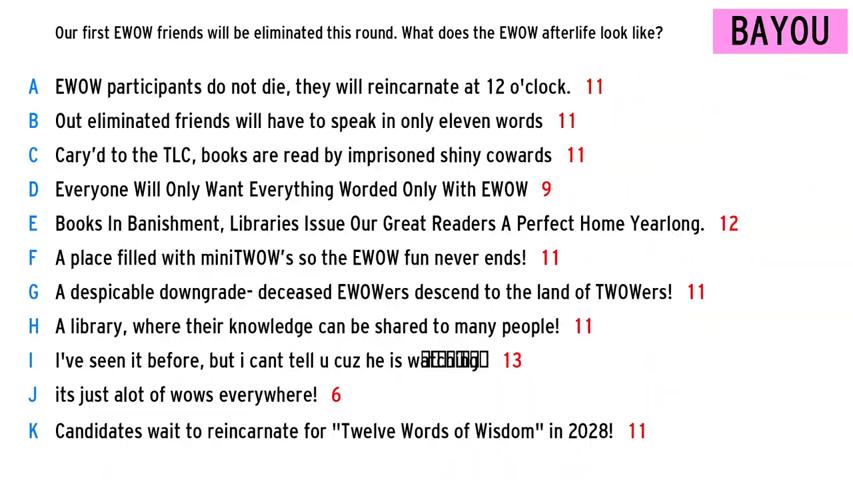 Our first EWOW friends will be eliminated this round. What does the EWOW afterlife look like?
BAYOU
A EWOW participants do not die, they will reincarnate at 12 o'clock. 11
B Out eliminated friends will have to speak in only eleven words 11
C Cary'd to the TLC, books are read by imprisoned shiny cowards 11
D Everyone Will Only Want Everything Worded Only With EWOW 9
E Books In Banishment, Libraries Issue Our Great Readers A Perfect Home Yearlong. 12
F A place filled with miniTWOW's so the EWOW fun never ends! 11
G A despicable downgrade- deceased EWOWers descend to the land of TWOWers! 11
H A library, where their knowledge can be shared to many people! 11
I I've seen it before, but i cant tell u cuz he is watching 13
J its just alot of wows everywhere! 6
K Candidates wait to reincarnate for "Twelve Words of Wisdom" in 2028! 11